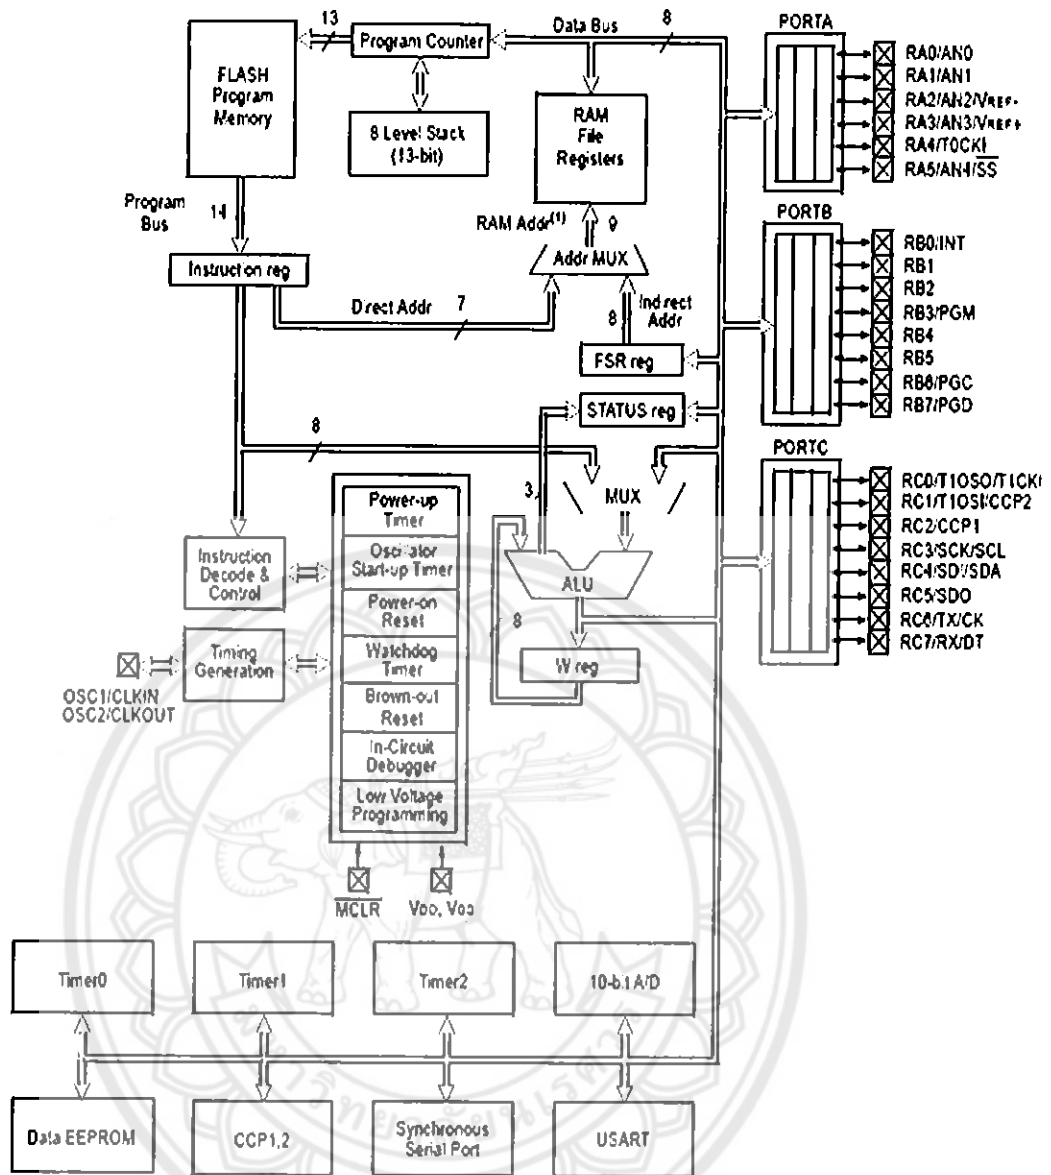 13
Data Bus
8
PORTA
FLASH
Program
Memory
Program Counter
8 Level Stack
(13-bit)
RAM
File
Registers
RA0/AN0
RA1/AN1
RA2/AN2/VREF-
RA3/AN3/VREF+
RA4/T0CKI
RA5/AN4/SS
Program
Bus
14
RAM Addr(1)
9
PORTB
Instruction reg
Addr MUX
Direct Addr
7
8
Indirect
Addr
FSR reg
STATUS reg
RB0/INT
RB1
RB2
RB3/PGM
RB4
RB5
RB6/PGC
RB7/PGD
8
PORTC
3
MUX
ALU
8
W reg
RC0/T1OSO/T1CKI
RC1/T1OSI/CCP2
RC2/CCP1
RC3/SCK/SCL
RC4/SDI/SDA
RC5/SDO
RC6/TX/CK
RC7/RX/DT
Power-up
Timer
Oscillator
Start-up Timer
Power-on
Reset
Watchdog
Timer
Brown-out
Reset
In-Circuit
Debugger
Low Voltage
Programming
Instruction
Decode &
Control
Timing
Generation
OSC1/CLKIN
OSC2/CLKOUT
MCLR
VDD, VSS
Timer0
Timer1
Timer2
10-bit A/D
Data EEPROM
CCP1,2
Synchronous
Serial Port
USART